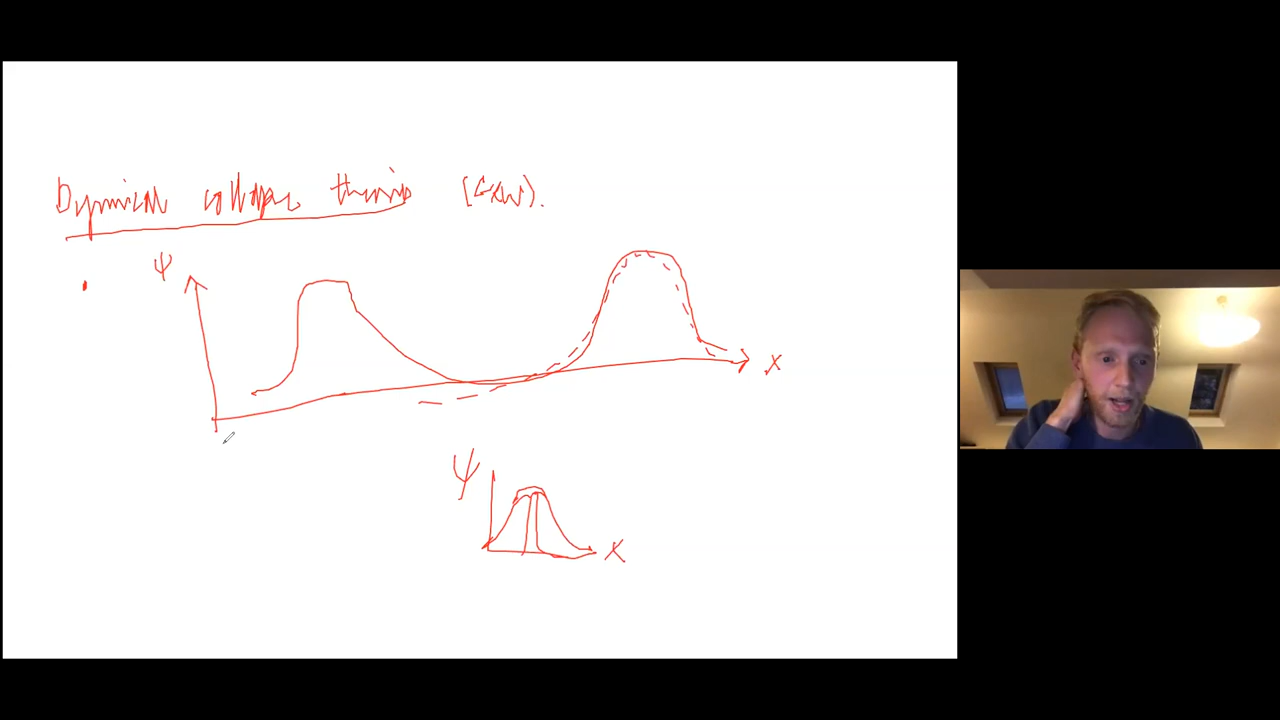 Dynamical collapse theories (GRW).
ψ
x
ψ
x